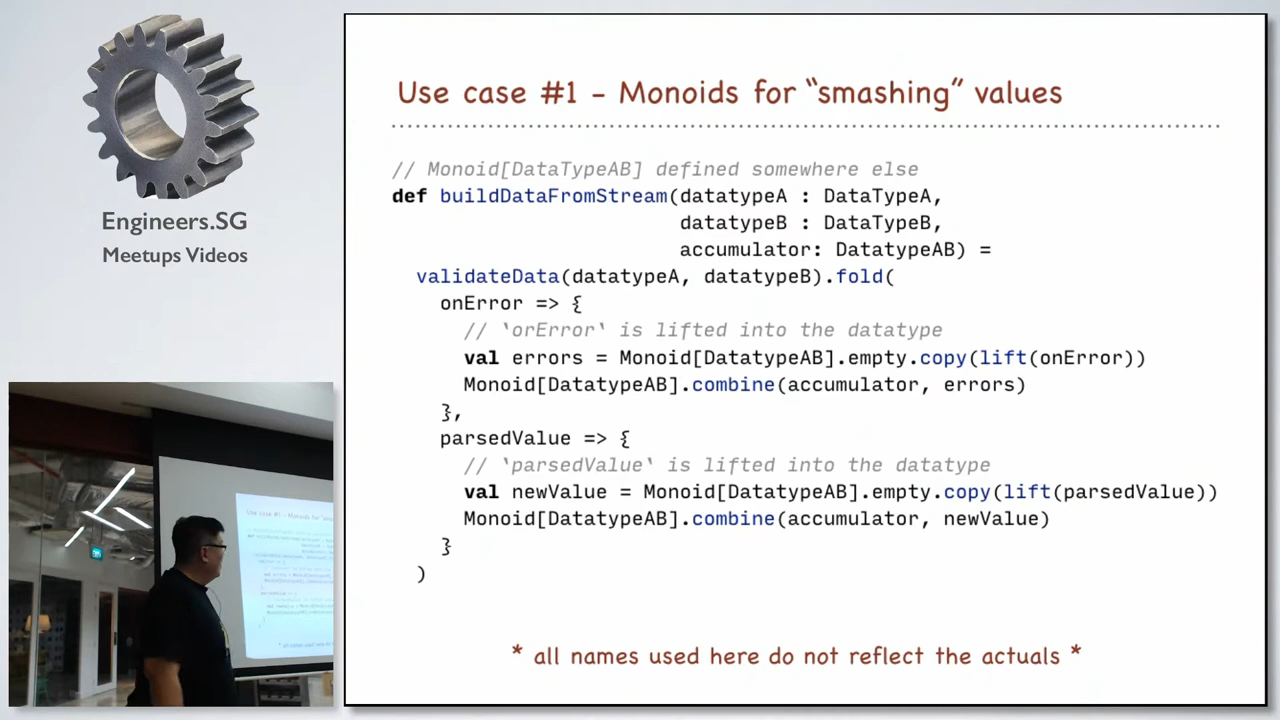 Engineers.SG
Meetups Videos
Use case #1 - Monoids for “smashing” values
// Monoid[DataTypeAB] defined somewhere else
def buildDataFromStream(datatypeA : DataTypeA,
datatypeB : DataTypeB,
accumulator: DatatypeAB) =
validateData(datatypeA, datatypeB).fold(
onError => {
// `orError` is lifted into the datatype
val errors = Monoid[DatatypeAB].empty.copy(lift(onError))
Monoid[DatatypeAB].combine(accumulator, errors)
},
parsedValue => {
// `parsedValue` is lifted into the datatype
val newValue = Monoid[DatatypeAB].empty.copy(lift(parsedValue))
Monoid[DatatypeAB].combine(accumulator, newValue)
}
)
* all names used here do not reflect the actuals *